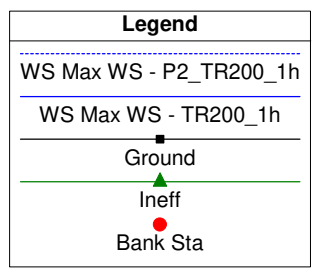 Legend
WS Max WS - P2_TR200_1h
WS Max WS - TR200_1h
Ground
Ineff
Bank Sta